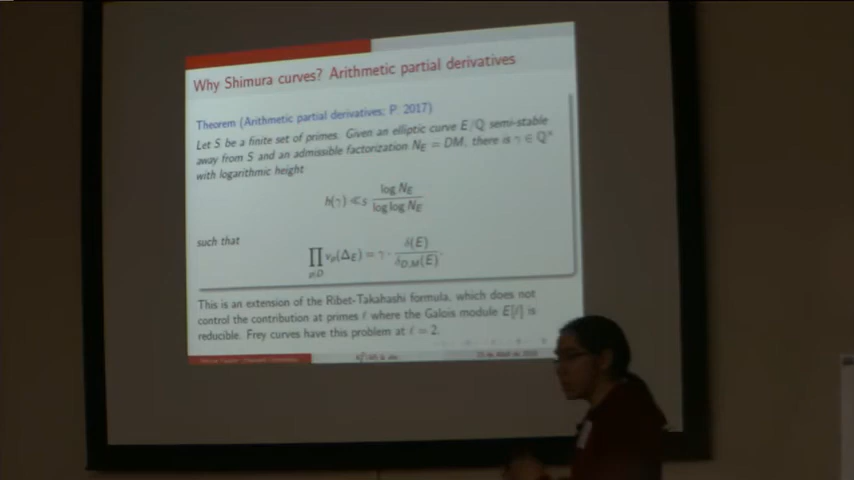 Why Shimura curves? Arithmetic partial derivatives
Theorem (Arithmetic partial derivatives; P. 2017)
Let S be a finite set of primes. Given an elliptic curve E/ℚ semi-stable
away from S and an admissible factorization N_E = DM, there is γ ∈ ℚ^×
with logarithmic height
h(γ) ≪_S log N_E / log log N_E
such that
∏_{p|D} v_p(Δ_E) = γ · δ(E) / δ_{D,M}(E).
This is an extension of the Ribet-Takahashi formula, which does not
control the contribution at primes ℓ where the Galois module E[ℓ] is
reducible. Frey curves have this problem at ℓ = 2.